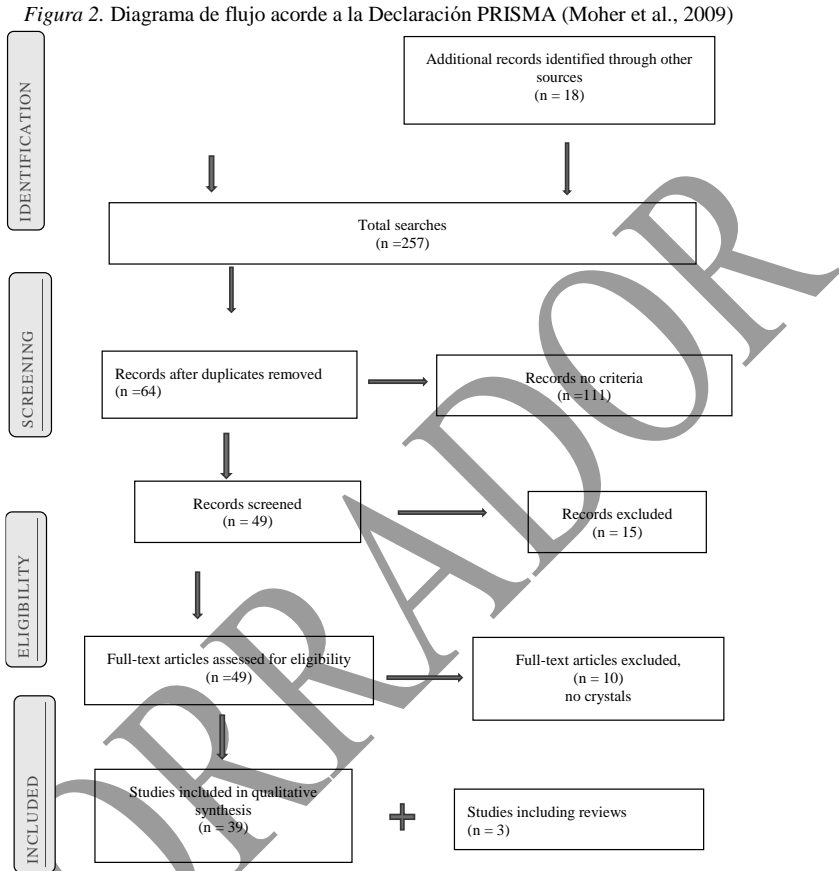 Figura 2. Diagrama de flujo acorde a la Declaración PRISMA (Moher et al., 2009)
IDENTIFICATION
Additional records identified through other
sources
(n = 18)
Total searches
(n =257)
SCREENING
Records after duplicates removed
(n =64)
Records no criteria
(n =111)
Records screened
(n = 49)
Records excluded
(n = 15)
ELIGIBILITY
Full-text articles assessed for eligibility
(n =49)
Full-text articles excluded,
(n = 10)
no crystals
INCLUDED
Studies included in qualitative
synthesis
(n = 39)
Studies including reviews
(n = 3)
ORRADOR